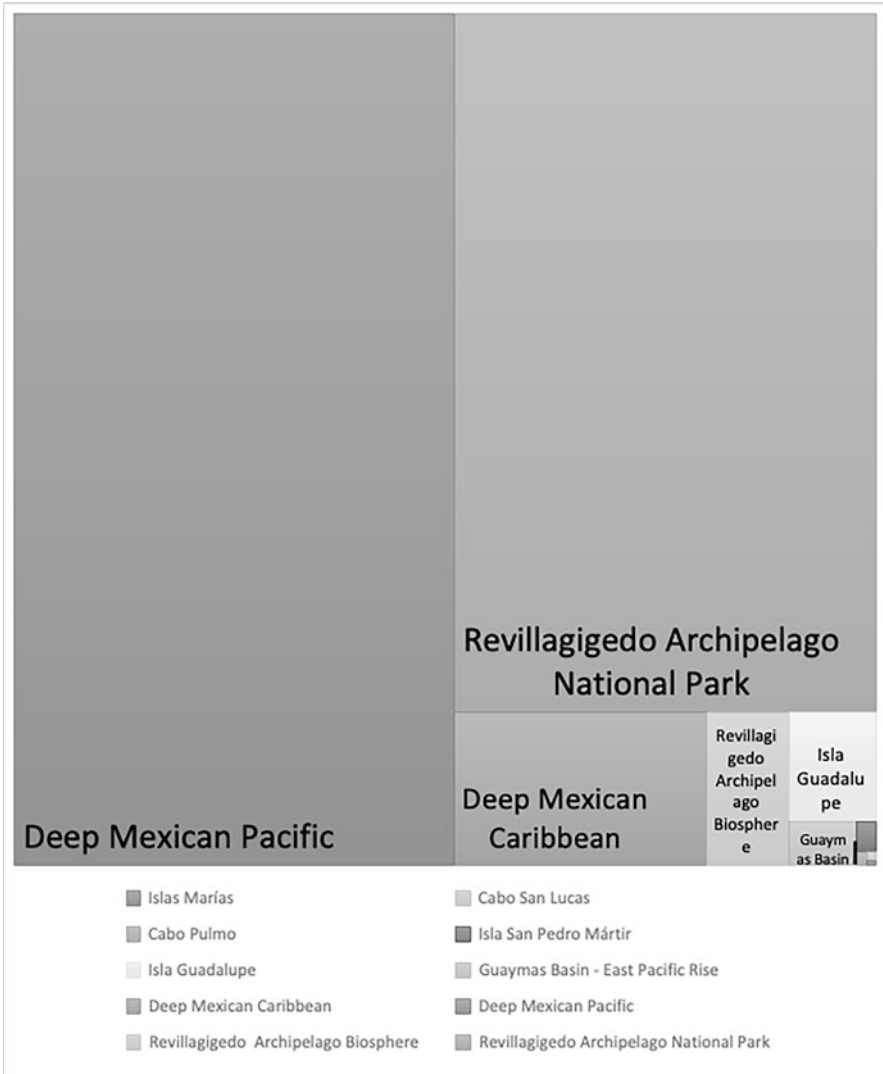 Revillagigedo Archipelago
National Park
Deep Mexican Pacific
Deep Mexican
Caribbean
Revillagi
gedo
Archipel
ago
Biospher
e
Isla
Guadalu
pe
Guaym
as Basin
Islas Marías
Cabo San Lucas
Cabo Pulmo
Isla San Pedro Mártir
Isla Guadalupe
Guaymas Basin - East Pacific Rise
Deep Mexican Caribbean
Deep Mexican Pacific
Revillagigedo Archipelago Biosphere
Revillagigedo Archipelago National Park